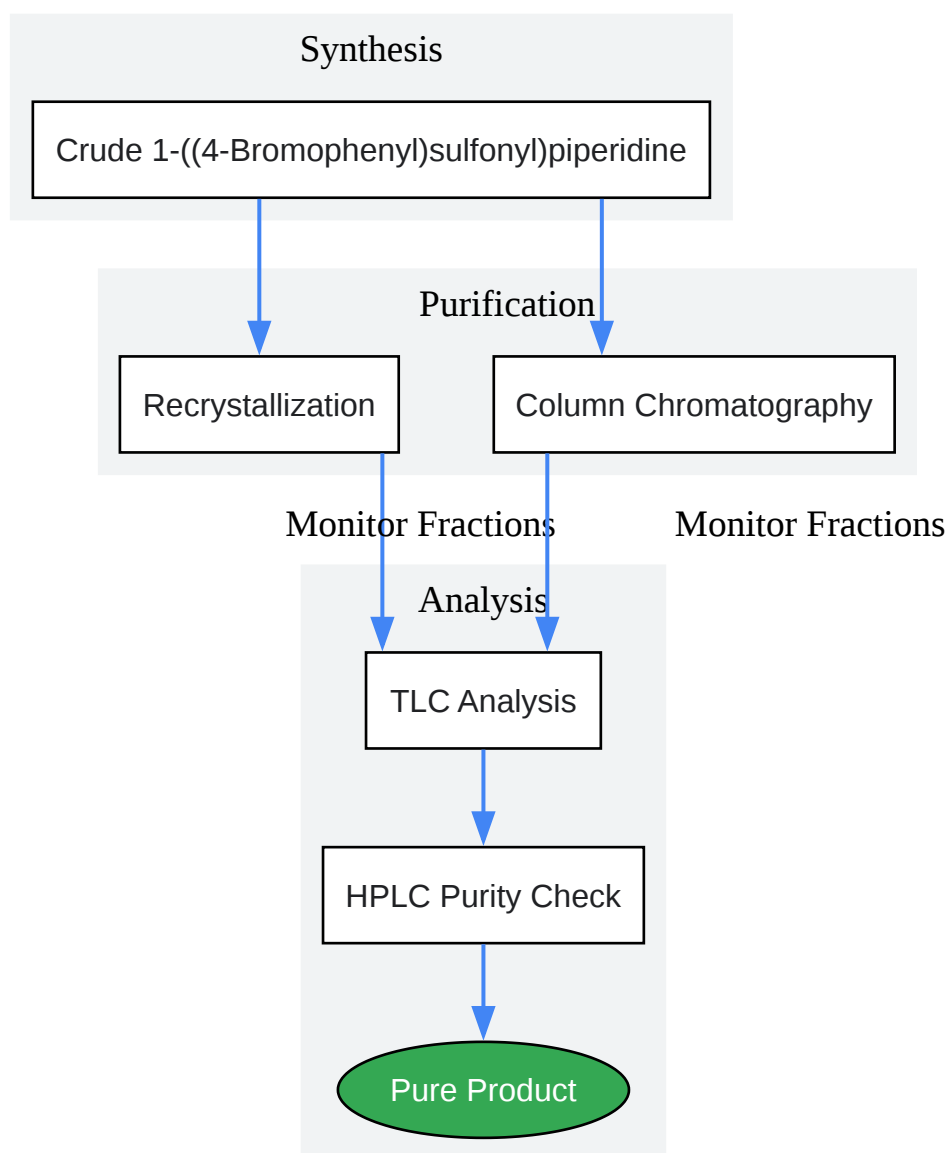 Synthesis
Crude 1-((4-Bromophenyl)sulfonyl)piperidine
Purification
Recrystallization
Column Chromatography
Monitor Fractions
Monitor Fractions
Analysis
TLC Analysis
HPLC Purity Check
Pure Product